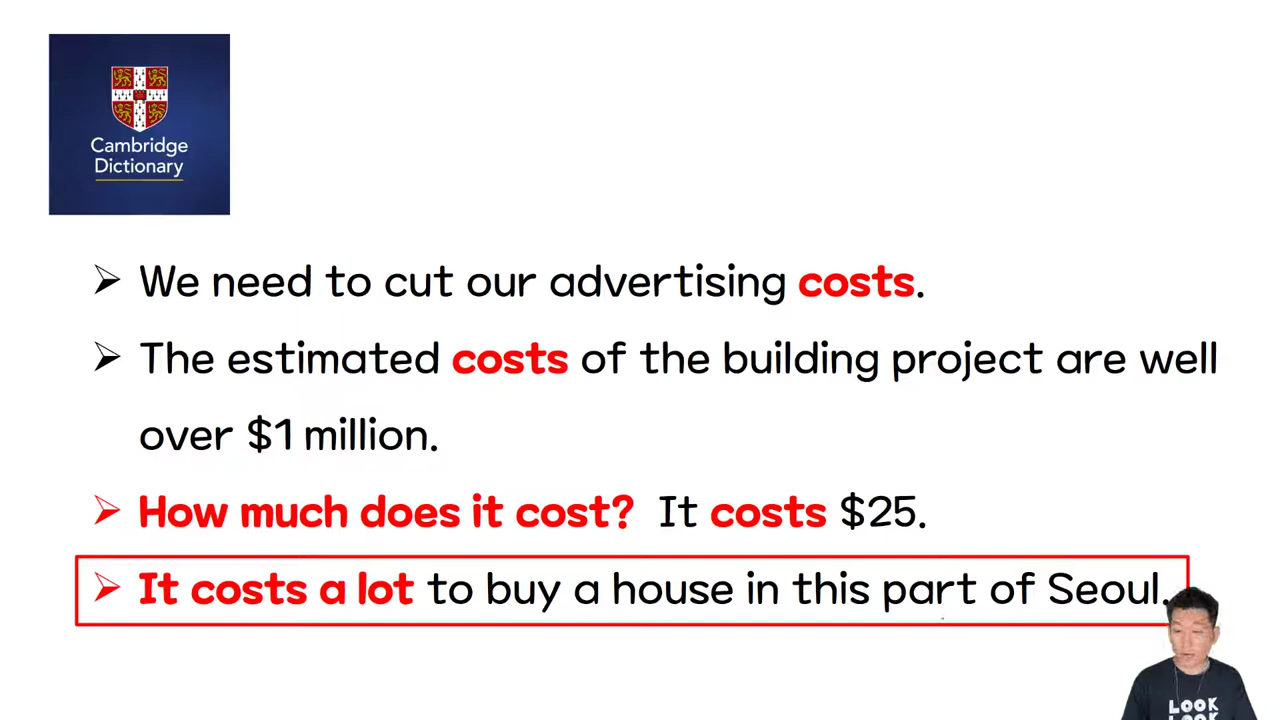 Cambridge
Dictionary
➢ We need to cut our advertising costs.
➢ The estimated costs of the building project are well
over $1 million.
➢ How much does it cost? It costs $25.
➢ It costs a lot to buy a house in this part of Seoul.
LOOK
LOOK